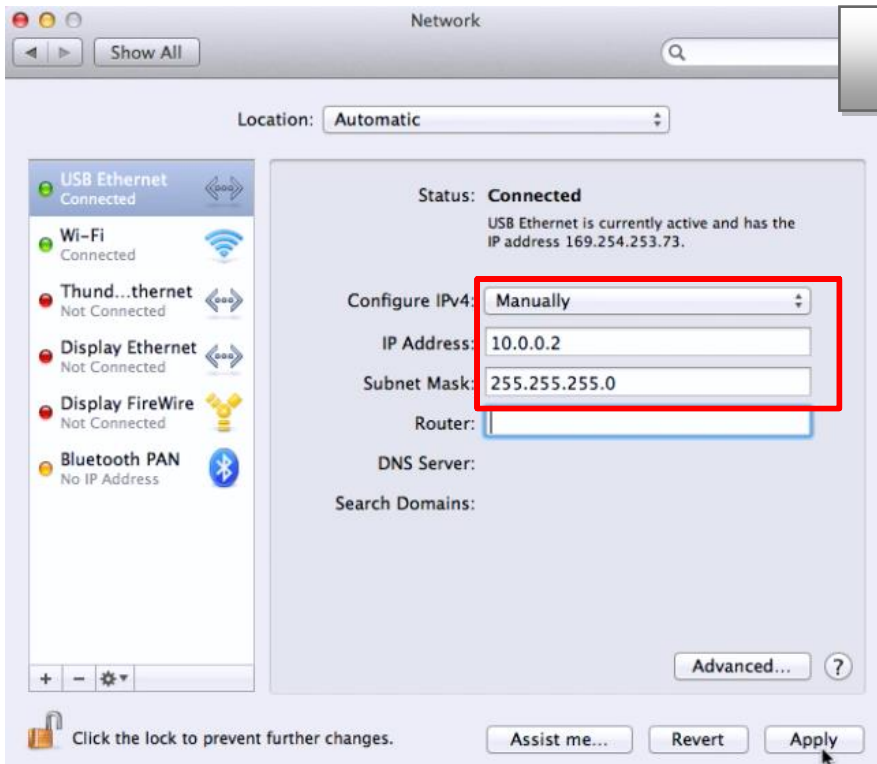 Network
Show All
Location: Automatic
USB Ethernet
Connected
Wi-Fi
Connected
Thund...thernet
Not Connected
Display Ethernet
Not Connected
Display FireWire
Not Connected
Bluetooth PAN
No IP Address
Status: Connected
USB Ethernet is currently active and has the
IP address 169.254.253.73.
Configure IPv4: Manually
IP Address: 10.0.0.2
Subnet Mask: 255.255.255.0
Router:
DNS Server:
Search Domains:
+ −
Advanced... ?
Click the lock to prevent further changes.
Assist me... Revert Apply